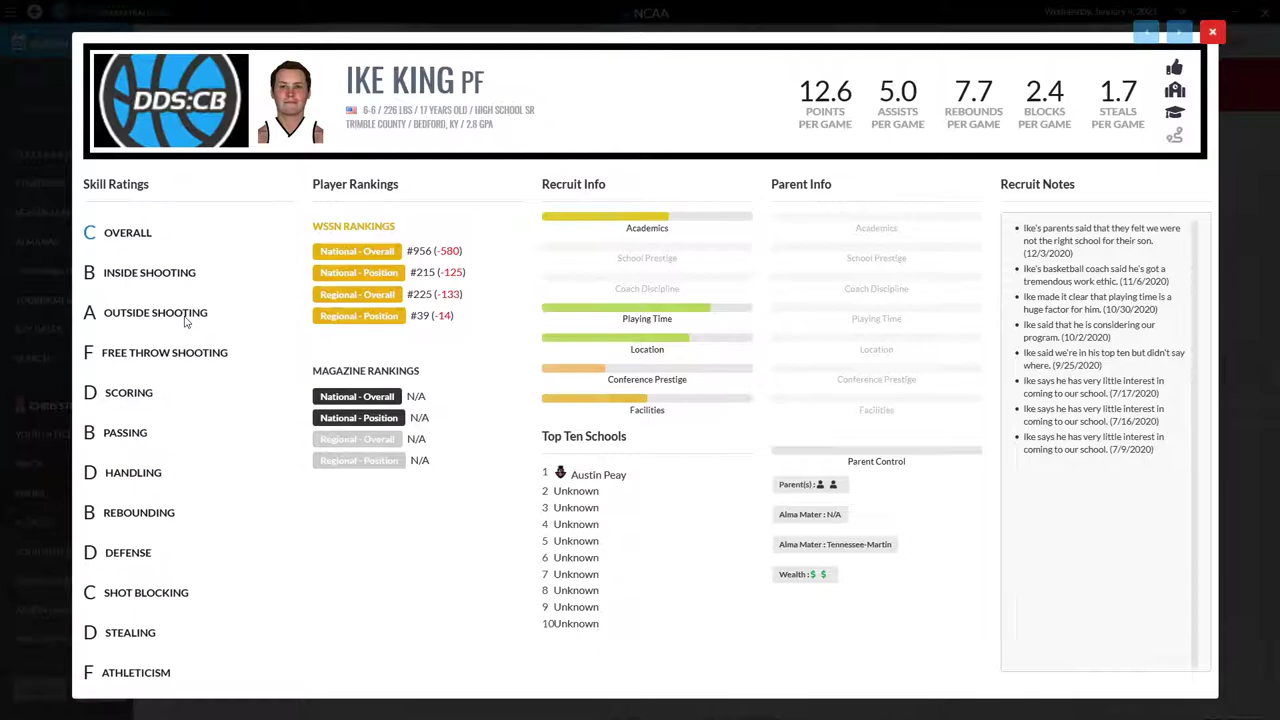 NCAA
Wednesday, January 6, 2021
DDS:CB
IKE KING PF
6-6 / 226 LBS / 17 YEARS OLD / HIGH SCHOOL SR
TRIMBLE COUNTY / BEDFORD, KY / 2.8 GPA
12.6 POINTS PER GAME
5.0 ASSISTS PER GAME
7.7 REBOUNDS PER GAME
2.4 BLOCKS PER GAME
1.7 STEALS PER GAME
Skill Ratings
C OVERALL
B INSIDE SHOOTING
A OUTSIDE SHOOTING
F FREE THROW SHOOTING
D SCORING
B PASSING
D HANDLING
B REBOUNDING
D DEFENSE
C SHOT BLOCKING
D STEALING
F ATHLETICISM
Player Rankings
WSSN RANKINGS
National - Overall #956 (-580)
National - Position #215 (-125)
Regional - Overall #225 (-133)
Regional - Position #39 (-14)
MAGAZINE RANKINGS
National - Overall N/A
National - Position N/A
Regional - Overall N/A
Regional - Position N/A
Recruit Info
Academics
School Prestige
Coach Discipline
Playing Time
Location
Conference Prestige
Facilities
Top Ten Schools
1 Austin Peay
2 Unknown
3 Unknown
4 Unknown
5 Unknown
6 Unknown
7 Unknown
8 Unknown
9 Unknown
10Unknown
Parent Info
Academics
School Prestige
Coach Discipline
Playing Time
Location
Conference Prestige
Facilities
Parent Control
Parent(s) :
Alma Mater : N/A
Alma Mater : Tennessee-Martin
Wealth : $ $
Recruit Notes
Ike's parents said that they felt we were
not the right school for their son.
(12/3/2020)
Ike's basketball coach said he's got a
tremendous work ethic. (11/6/2020)
Ike made it clear that playing time is a
huge factor for him. (10/30/2020)
Ike said that he is considering our
program. (10/2/2020)
Ike said we're in his top ten but didn't say
where. (9/25/2020)
Ike says he has very little interest in
coming to our school. (7/17/2020)
Ike says he has very little interest in
coming to our school. (7/16/2020)
Ike says he has very little interest in
coming to our school. (7/9/2020)